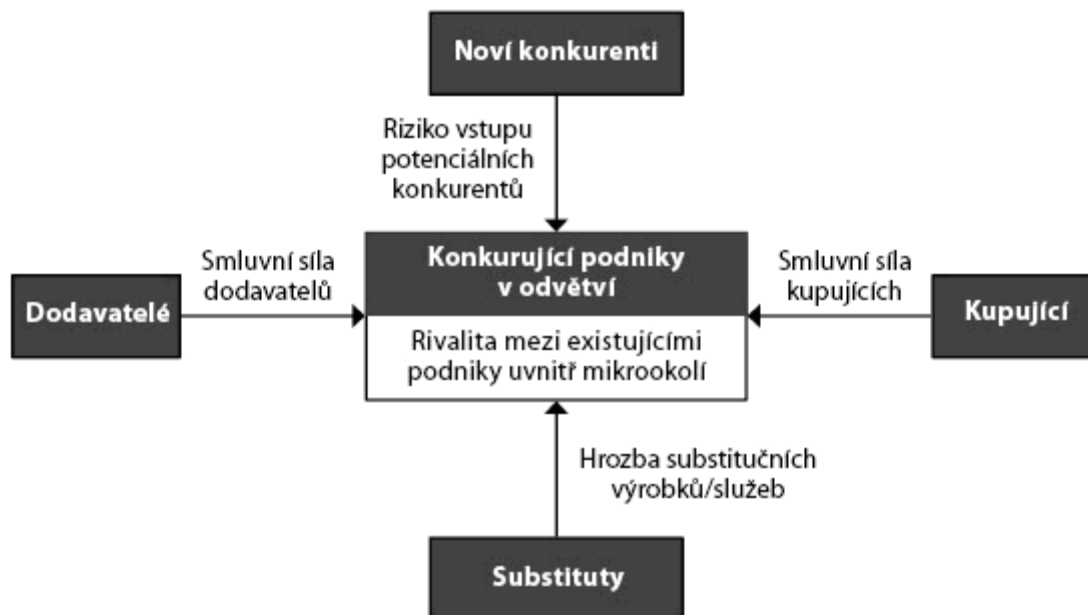 Noví konkurenti
Riziko vstupu
potenciálních
konkurentů
Smluvní síla
dodavatelů
Konkurující podniky
v odvětví
Smluvní síla
kupujících
Dodavatelé
Kupující
Rivalita mezi existujícími
podniky uvnitř mikrookolí
Hrozba substitučních
výrobků/služeb
Substituty